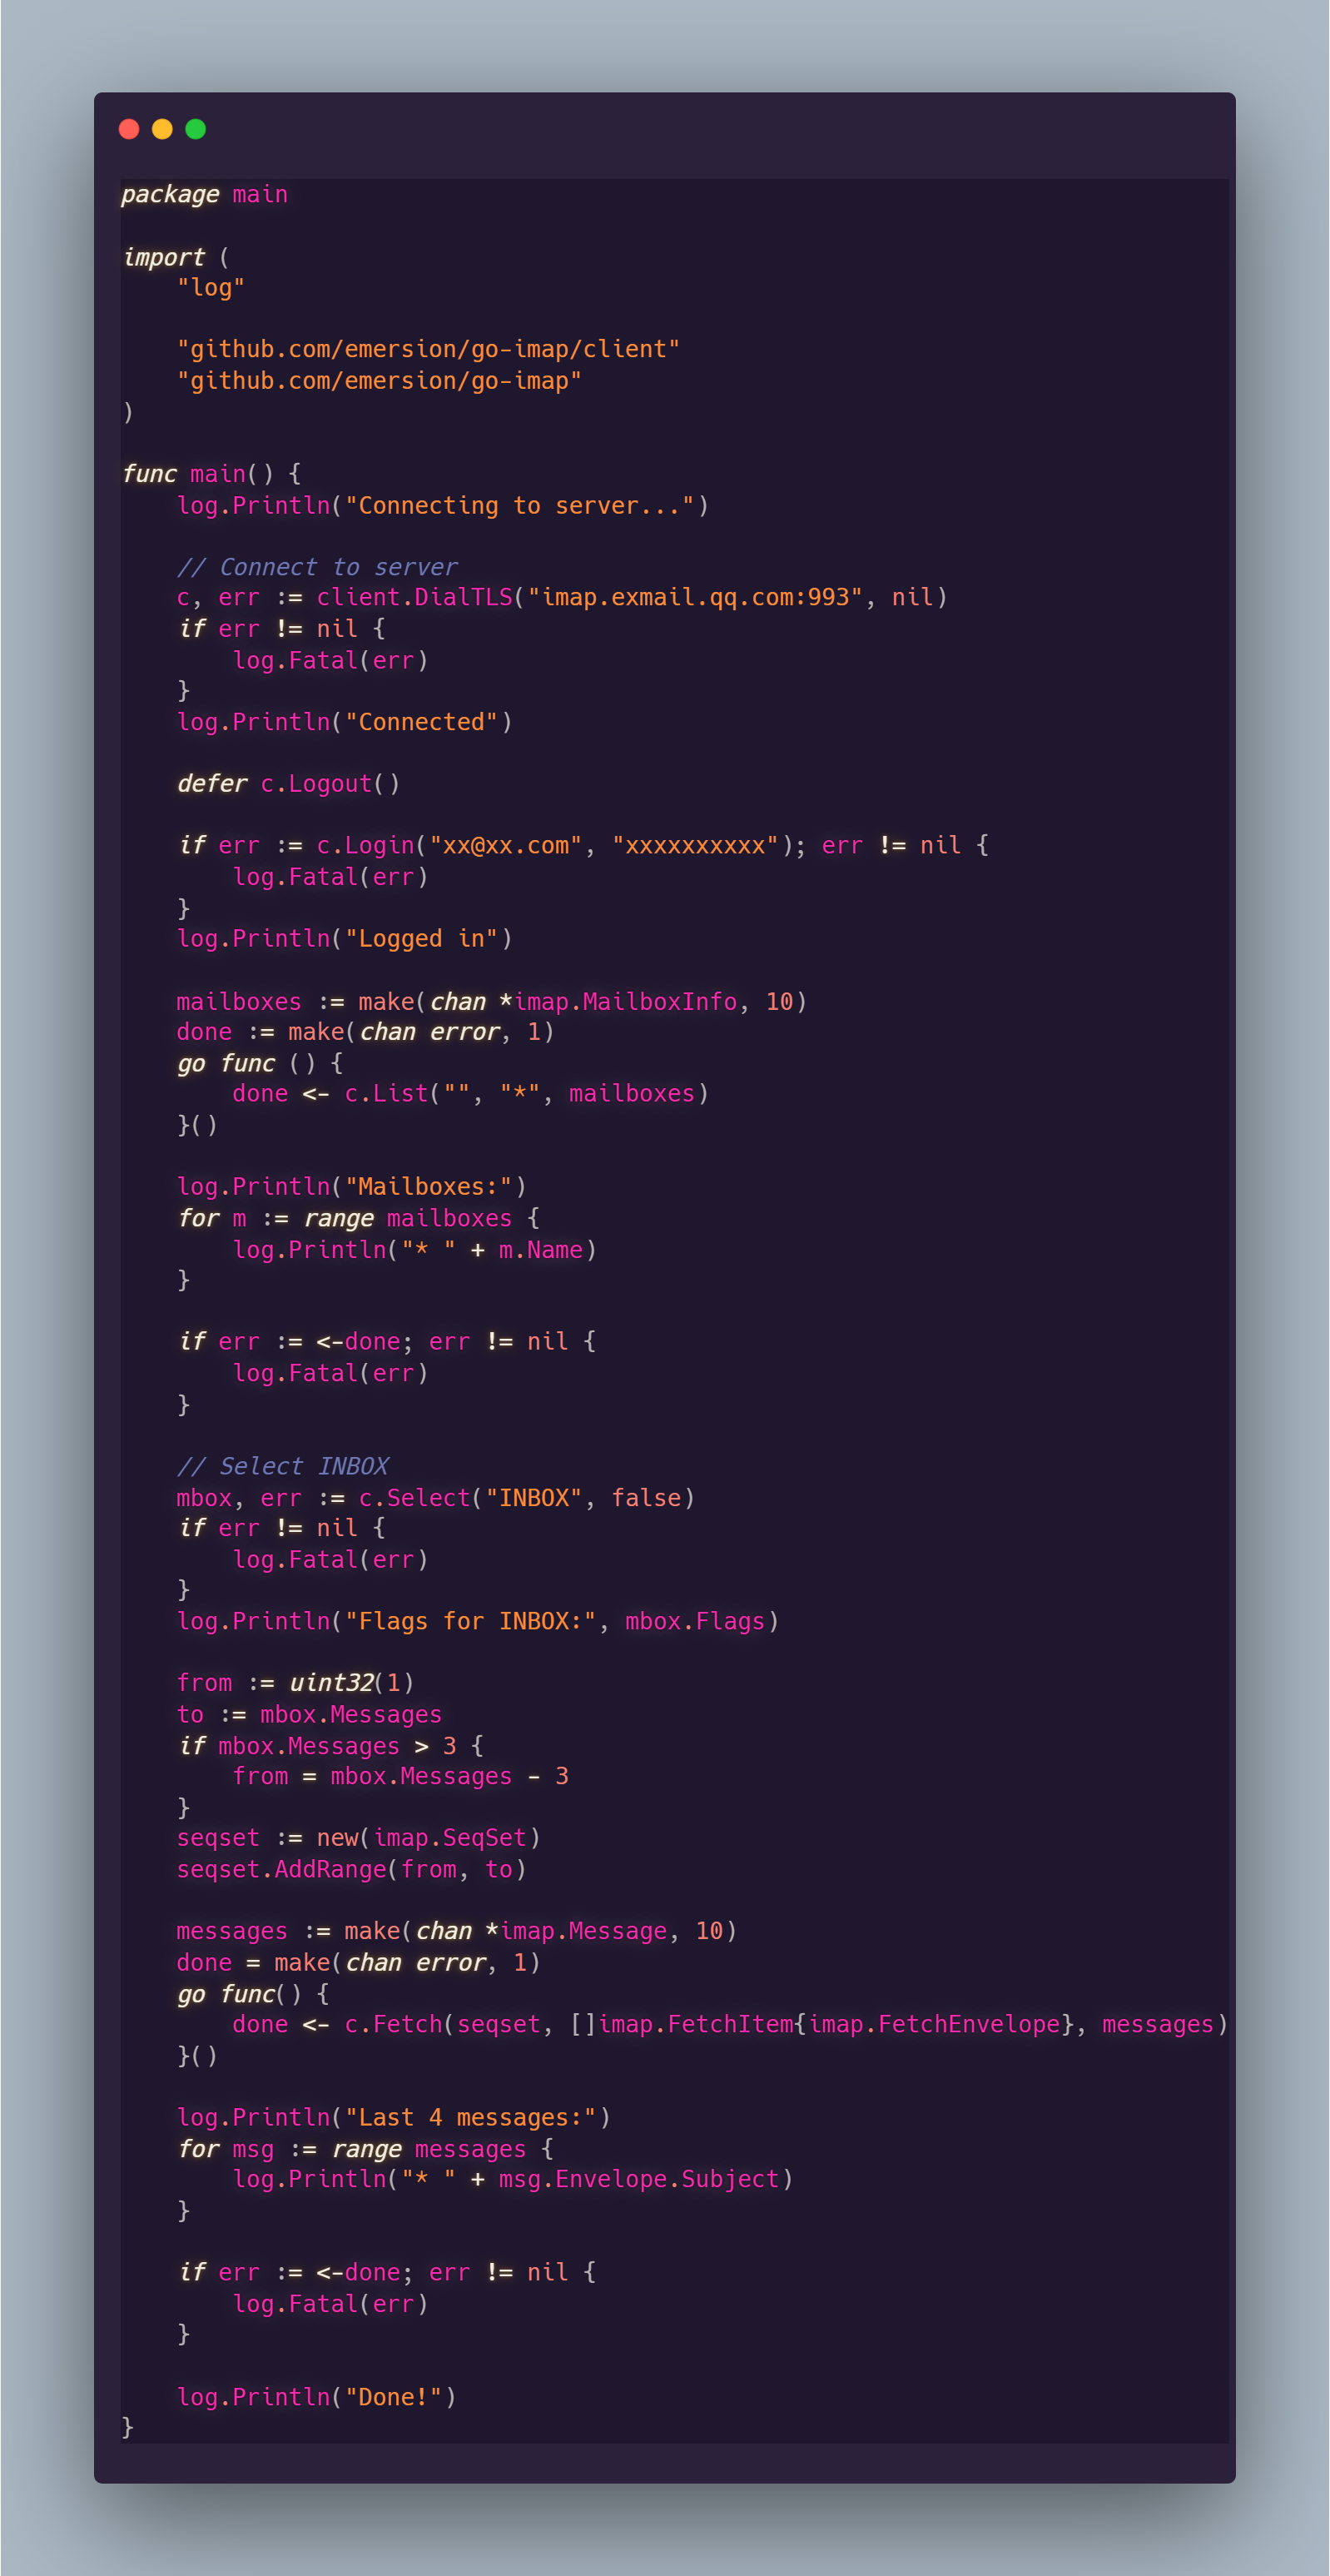 package main

import (
    "log"

    "github.com/emersion/go-imap/client"
    "github.com/emersion/go-imap"
)

func main() {
    log.Println("Connecting to server...")

    // Connect to server
    c, err := client.DialTLS("imap.exmail.qq.com:993", nil)
    if err != nil {
        log.Fatal(err)
    }
    log.Println("Connected")

    defer c.Logout()

    if err := c.Login("xx@xx.com", "xxxxxxxxxx"); err != nil {
        log.Fatal(err)
    }
    log.Println("Logged in")

    mailboxes := make(chan *imap.MailboxInfo, 10)
    done := make(chan error, 1)
    go func () {
        done <- c.List("", "*", mailboxes)
    }()

    log.Println("Mailboxes:")
    for m := range mailboxes {
        log.Println("* " + m.Name)
    }

    if err := <-done; err != nil {
        log.Fatal(err)
    }

    // Select INBOX
    mbox, err := c.Select("INBOX", false)
    if err != nil {
        log.Fatal(err)
    }
    log.Println("Flags for INBOX:", mbox.Flags)

    from := uint32(1)
    to := mbox.Messages
    if mbox.Messages > 3 {
        from = mbox.Messages - 3
    }
    seqset := new(imap.SeqSet)
    seqset.AddRange(from, to)

    messages := make(chan *imap.Message, 10)
    done = make(chan error, 1)
    go func() {
        done <- c.Fetch(seqset, []imap.FetchItem{imap.FetchEnvelope}, messages)
    }()

    log.Println("Last 4 messages:")
    for msg := range messages {
        log.Println("* " + msg.Envelope.Subject)
    }

    if err := <-done; err != nil {
        log.Fatal(err)
    }

    log.Println("Done!")
}